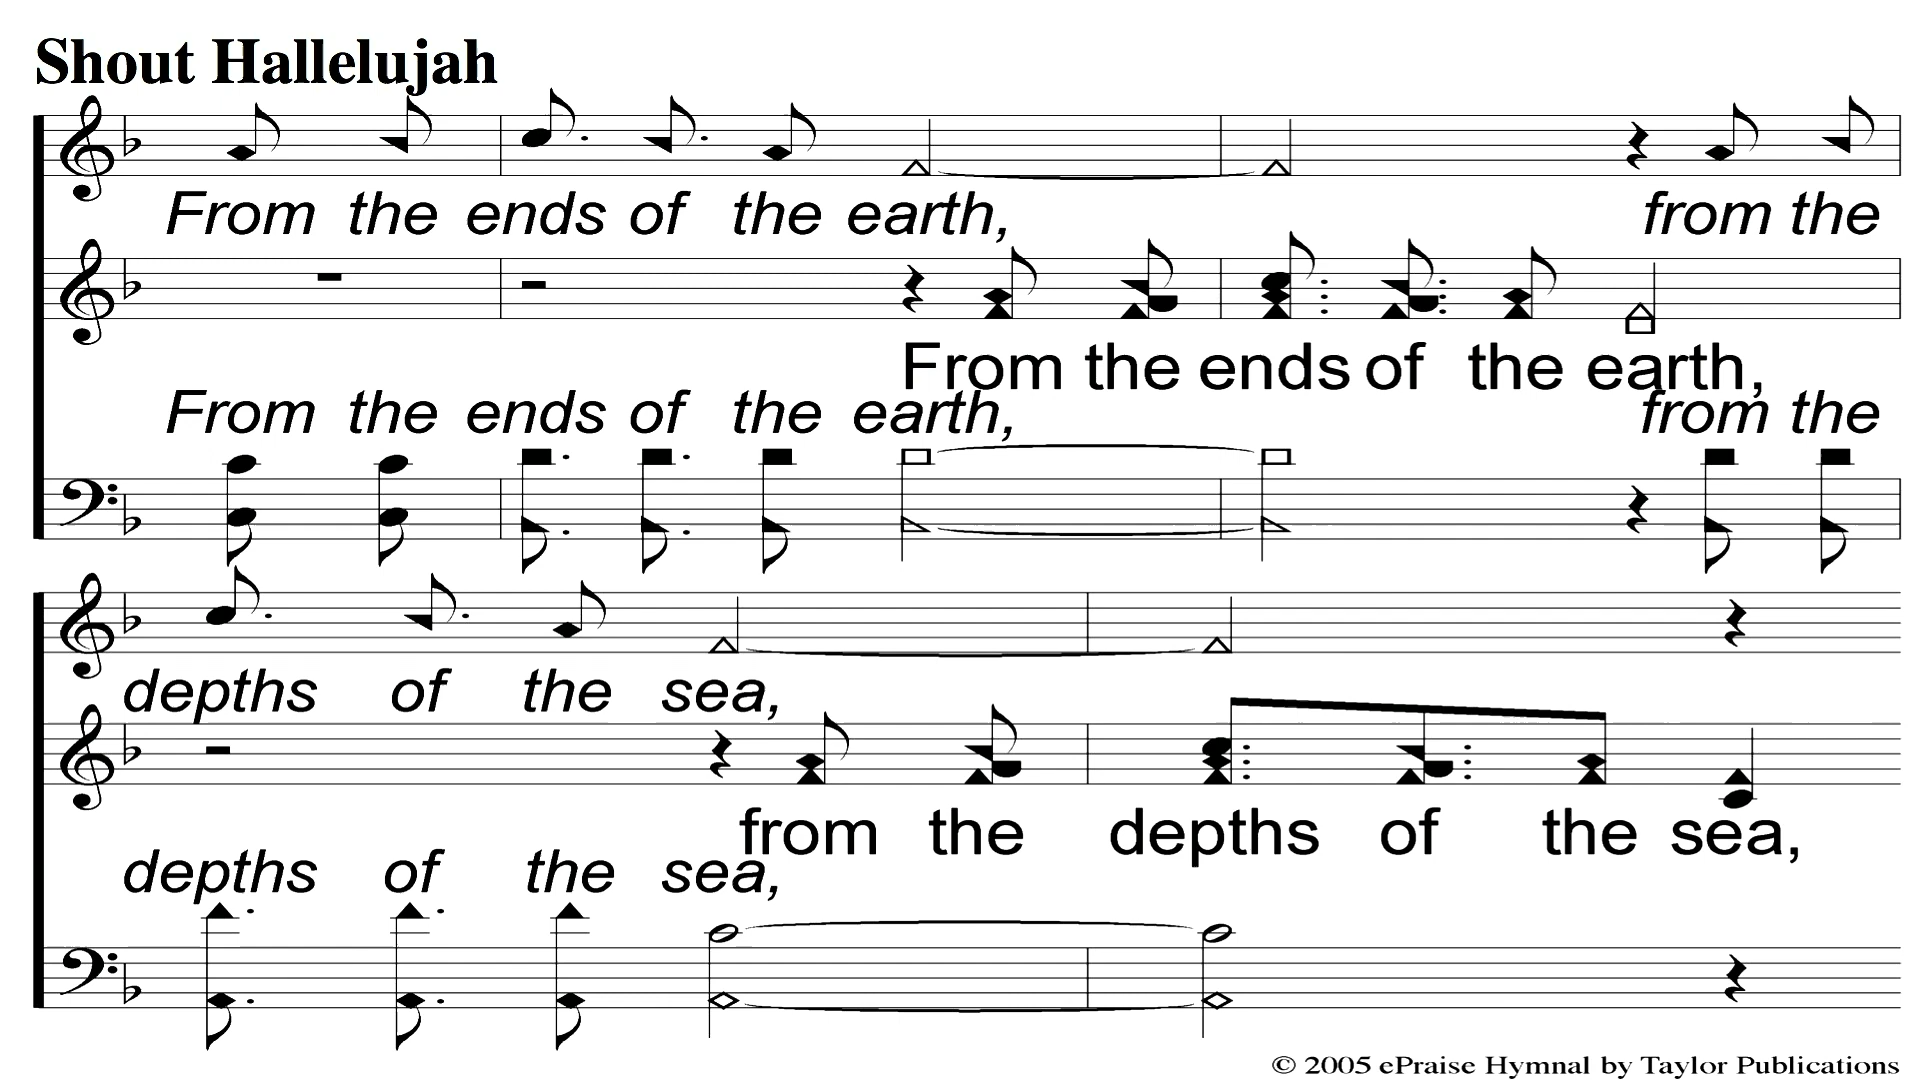 Shout Hallelujah
From the ends of the earth, from the
From the ends of the earth,
From the ends of the earth, from the
depths of the sea,
from the depths of the sea,
depths of the sea,
© 2005 ePraise Hymnal by Taylor Publications